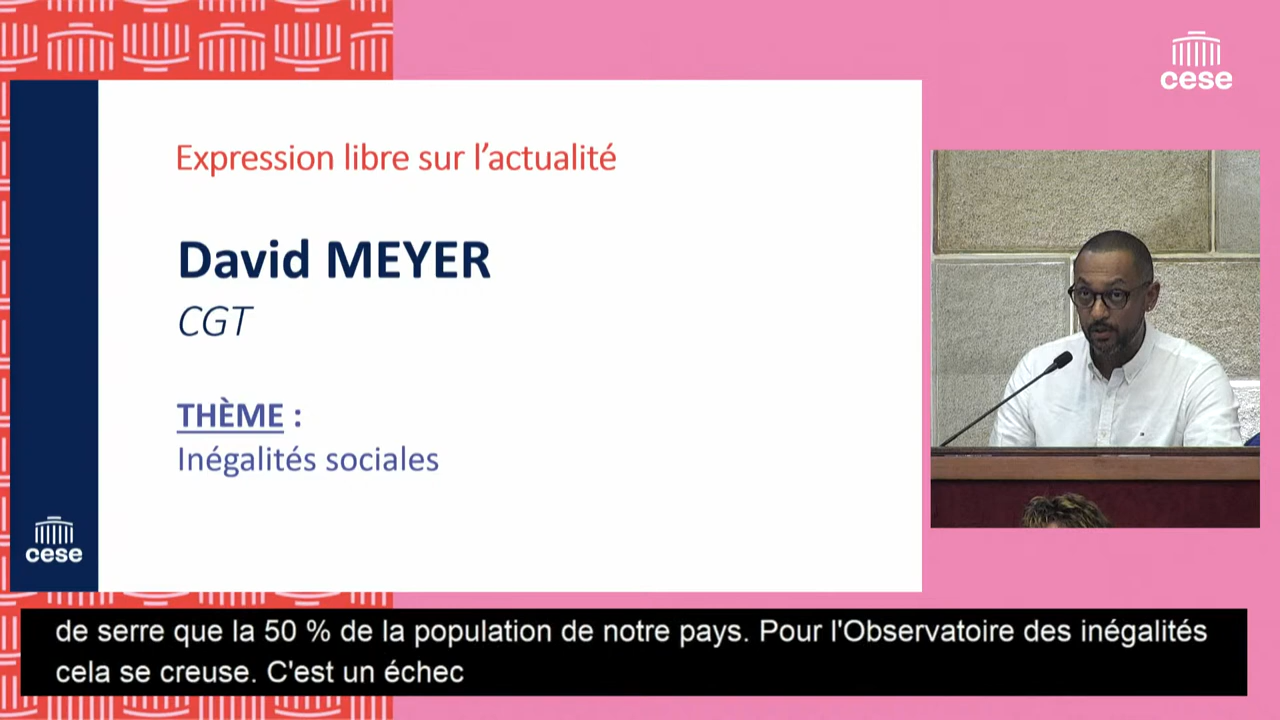 cese
Expression libre sur l’actualité
David MEYER
CGT
THÈME :
Inégalités sociales
cese
de serre que la 50 % de la population de notre pays. Pour l'Observatoire des inégalités
cela se creuse. C'est un échec